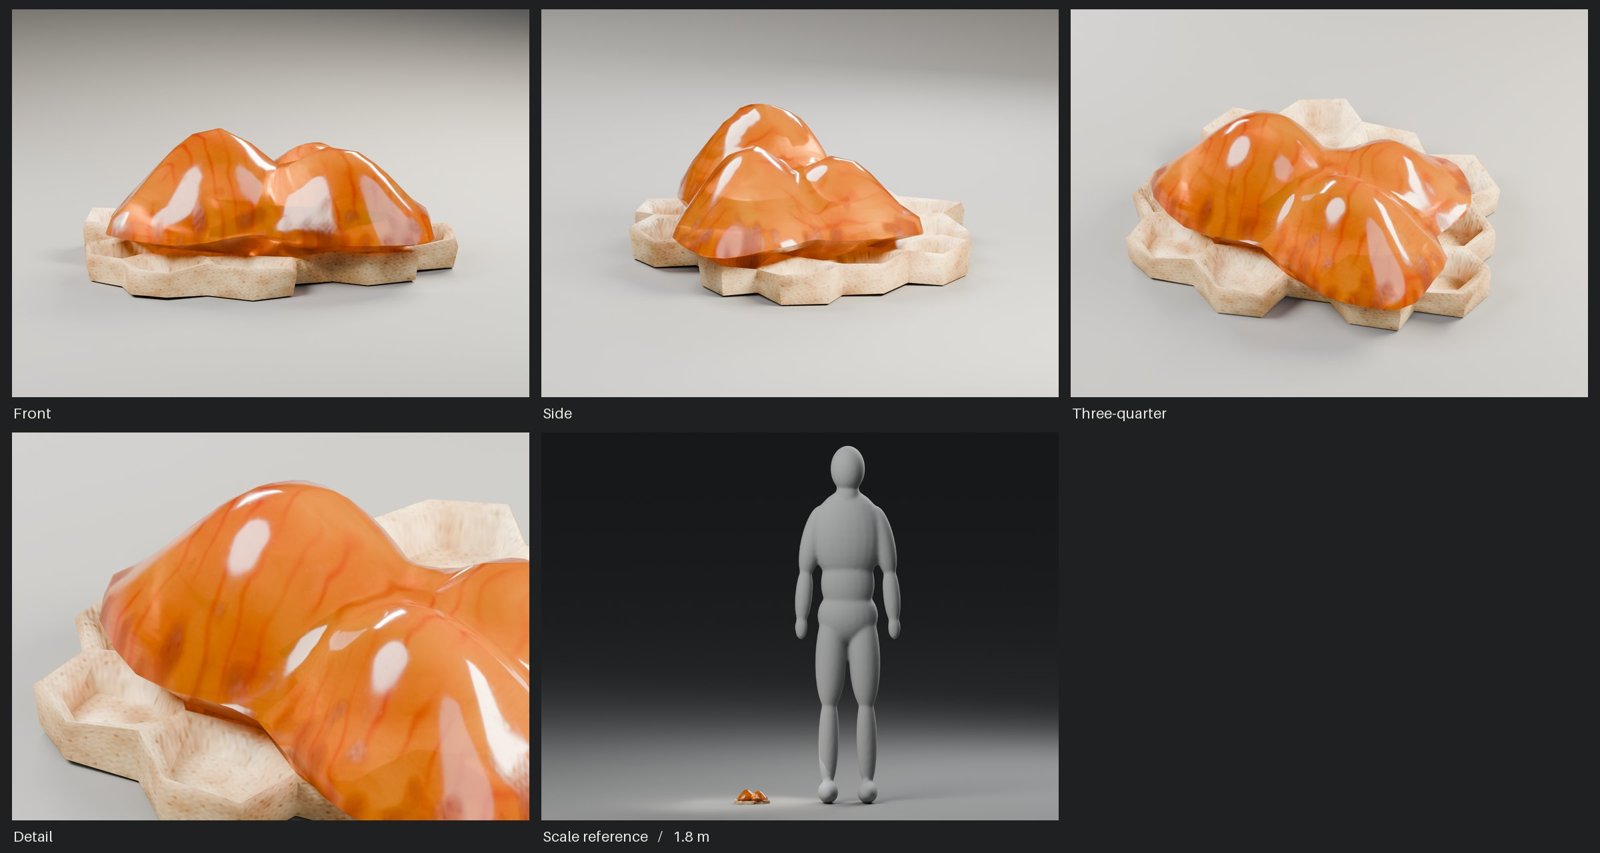 Front
Side
Three-quarter
Detail
Scale reference / 1.8 m